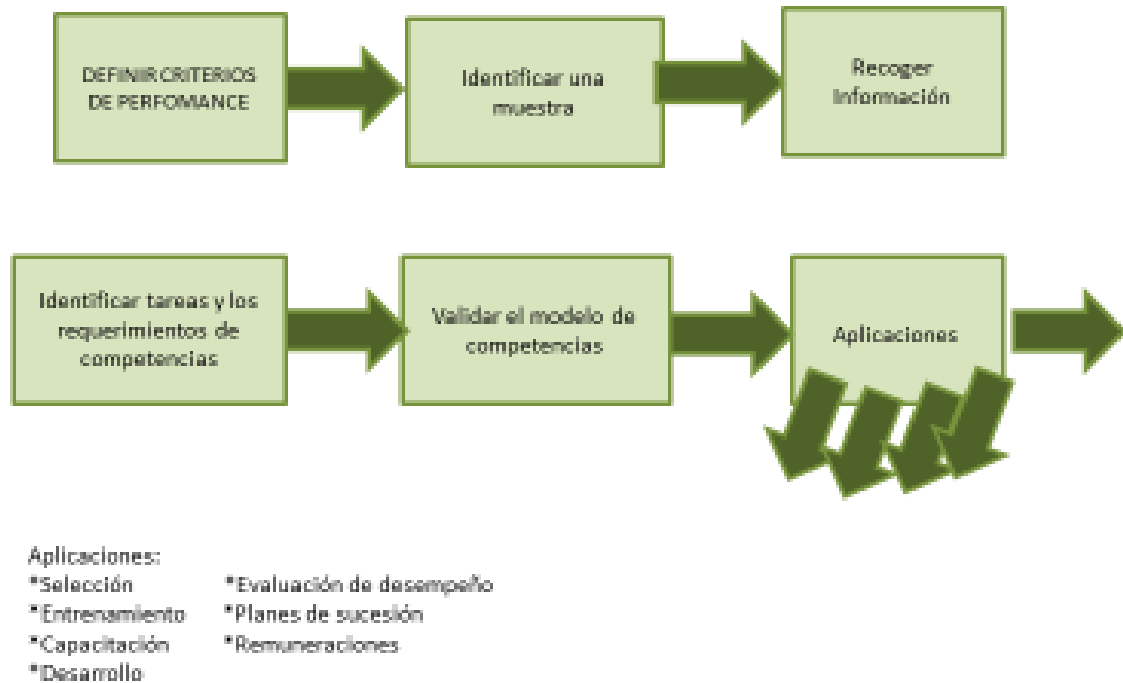 DEFINIR CRITERIOS
DE PERFOMANCE
Identificar una
muestra
Recoger
Información
Identificar tareas y los
requerimientos de
competencias
Validar el modelo de
competencias
Aplicaciones
Aplicaciones:
*Selección *Evaluación de desempeño
*Entrenamiento *Planes de sucesión
*Capacitación *Remuneraciones
*Desarrollo